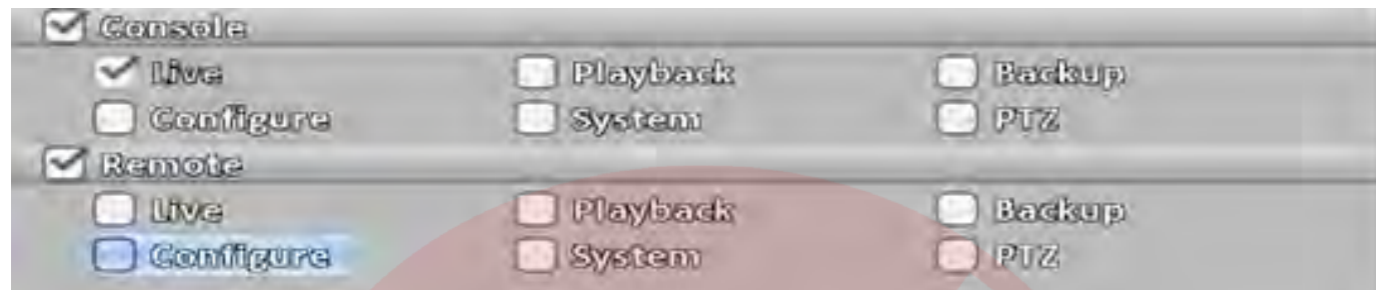 Console
Live Playback Backup
Configure System PTZ
Remote
Live Playback Backup
Configure System PTZ